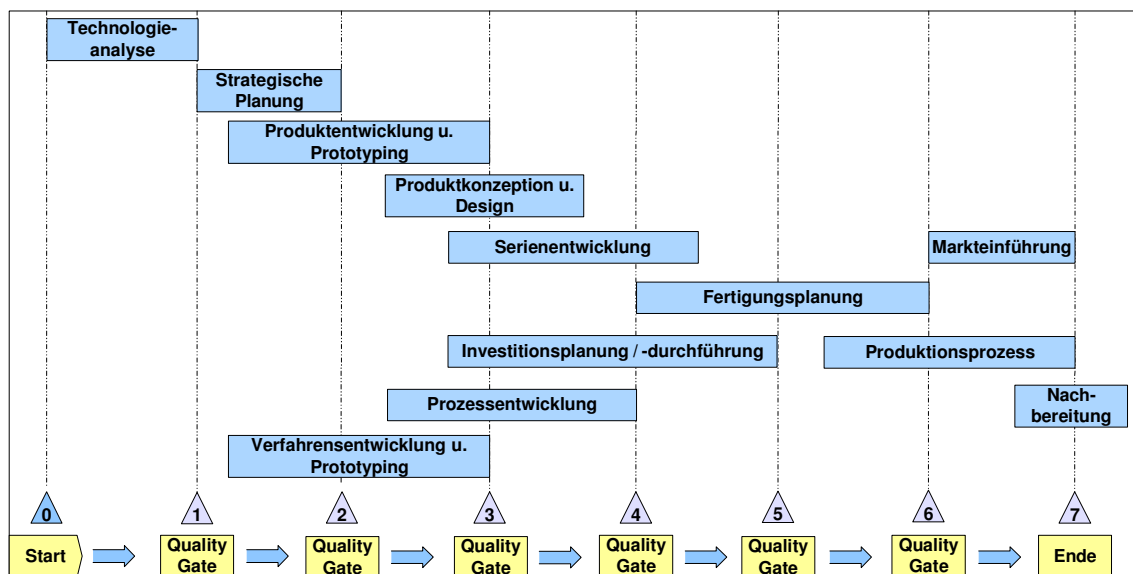 Technologie-
analyse
Strategische
Planung
Produktentwicklung u.
Prototyping
Produktkonzeption u.
Design
Serienentwicklung
Markteinführung
Fertigungsplanung
Investitionsplanung / -durchführung
Produktionsprozess
Prozessentwicklung
Nach-
bereitung
Verfahrensentwicklung u.
Prototyping
0 1 2 3 4 5 6 7
Start
Quality
Gate
Quality
Gate
Quality
Gate
Quality
Gate
Quality
Gate
Quality
Gate
Ende